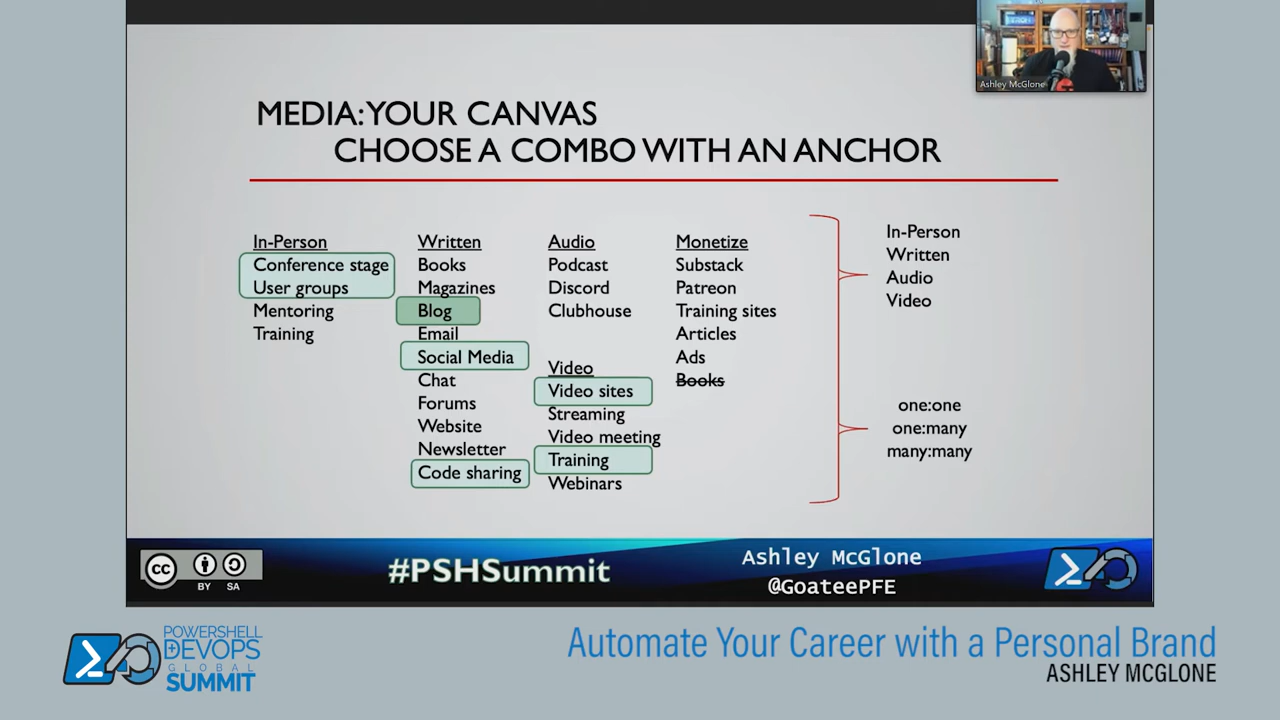 Ashley McGlone
MEDIA: YOUR CANVAS
CHOOSE A COMBO WITH AN ANCHOR
In-Person
Conference stage
User groups
Mentoring
Training
Written
Books
Magazines
Blog
Email
Social Media
Chat
Forums
Website
Newsletter
Code sharing
Audio
Podcast
Discord
Clubhouse
Video
Video sites
Streaming
Video meeting
Training
Webinars
Monetize
Substack
Patreon
Training sites
Articles
Ads
Books
In-Person
Written
Audio
Video
one:one
one:many
many:many
cc
BY SA
#PSHSummit
Ashley McGlone
@GoateePFE
POWERSHELL
DEVOPS
GLOBAL
SUMMIT
Automate Your Career with a Personal Brand
ASHLEY MCGLONE